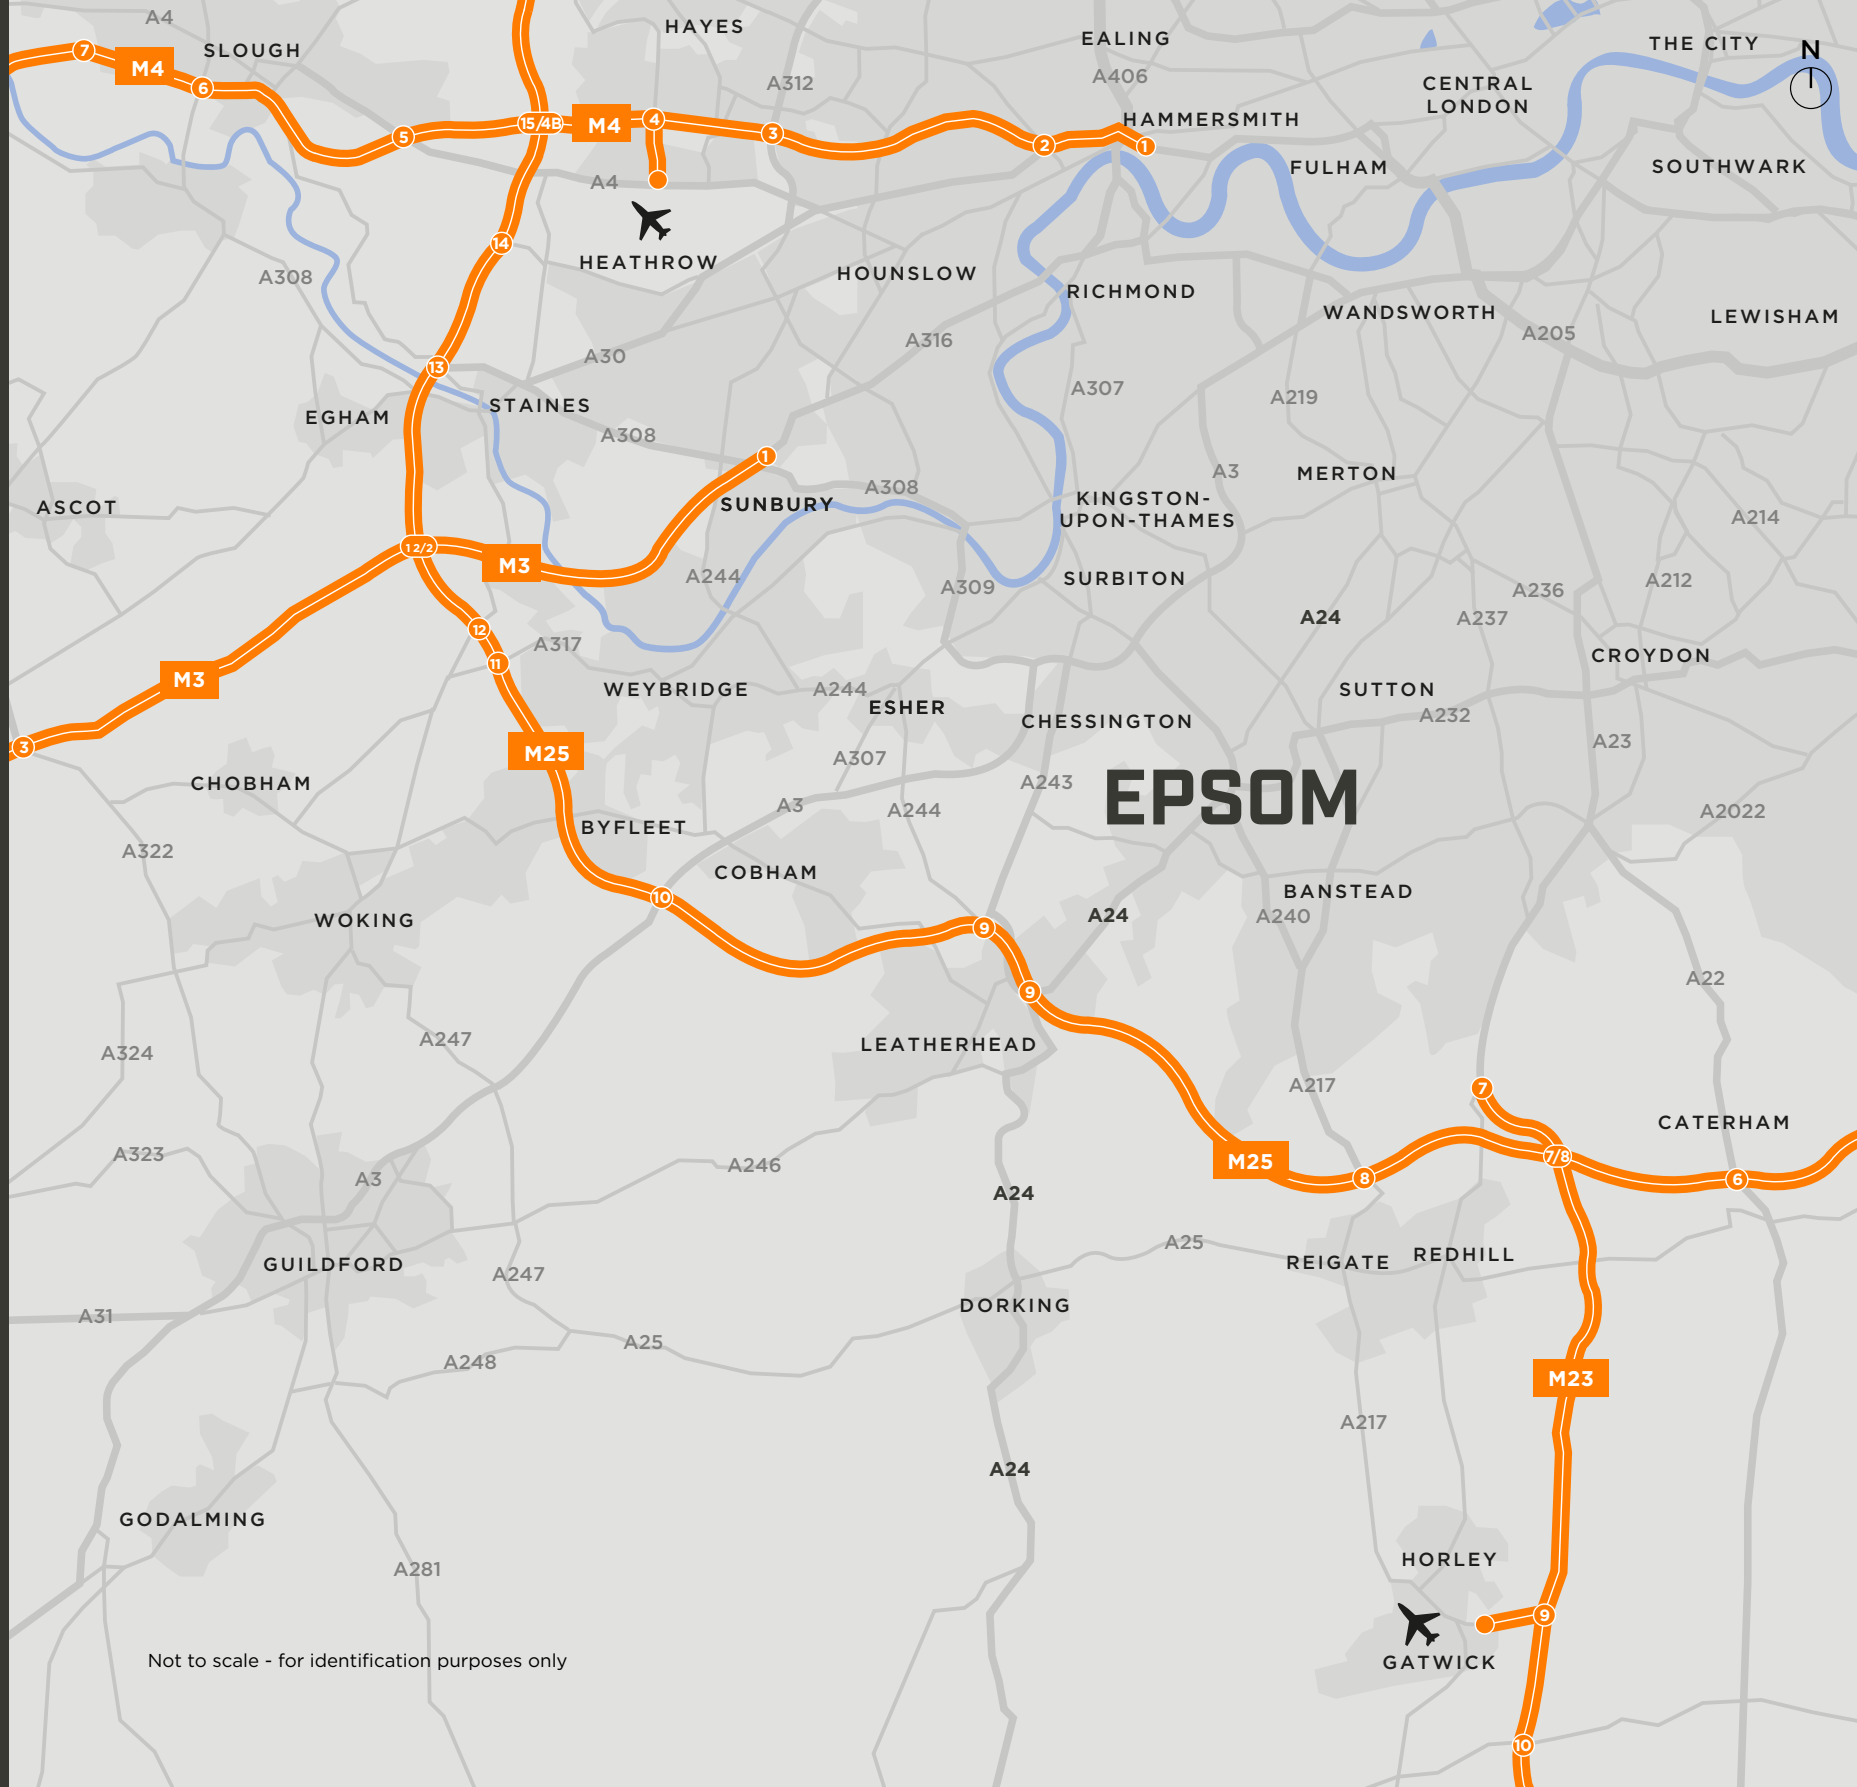 A4
HAYES
EALING
THE CITY
N
SLOUGH
7
M4
6
A312
A406
CENTRAL
LONDON
5
15/4B
M4
4
3
HAMMERSMITH
2
1
FULHAM
SOUTHWARK
A4
14
HEATHROW
A308
HOUNSLOW
RICHMOND
WANDSWORTH
LEWISHAM
A205
A316
A30
13
A307
A219
EGHAM
STAINES
A308
1
A3
MERTON
ASCOT
SUNBURY
A308
KINGSTON-
UPON-THAMES
A214
1 2/2
M3
A244
A309
SURBITON
A236
A212
A24
A237
12
A317
11
M3
CROYDON
WEYBRIDGE
A244
ESHER
SUTTON
A232
CHESSINGTON
3
M25
A307
A23
CHOBHAM
A243
EPSOM
A3
A244
A2022
BYFLEET
A322
COBHAM
10
BANSTEAD
WOKING
A24
A240
9
A22
9
A247
LEATHERHEAD
A324
A217
7
CATERHAM
A323
A246
M25
7/8
A3
8
6
A24
A25
GUILDFORD
REIGATE
REDHILL
A247
A31
DORKING
A25
A248
M23
A217
A24
GODALMING
HORLEY
A281
9
Not to scale - for identification purposes only
GATWICK
10